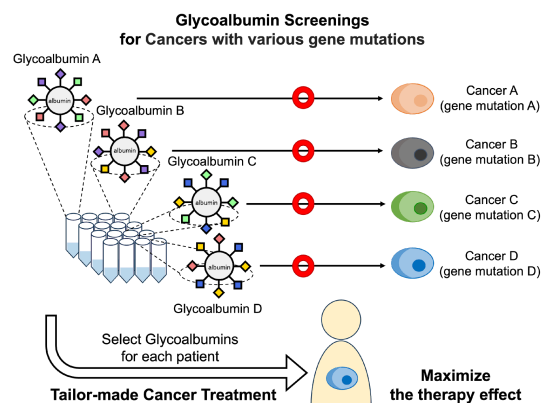 Glycoalbumin Screenings
for Cancers with various gene mutations
Glycoalbumin A
albumin
Cancer A
(gene mutation A)
Glycoalbumin B
albumin
Cancer B
(gene mutation B)
Glycoalbumin C
albumin
Cancer C
(gene mutation C)
albumin
Cancer D
(gene mutation D)
Glycoalbumin D
Select Glycoalbumins
for each patient
Tailor-made Cancer Treatment
Maximize
the therapy effect